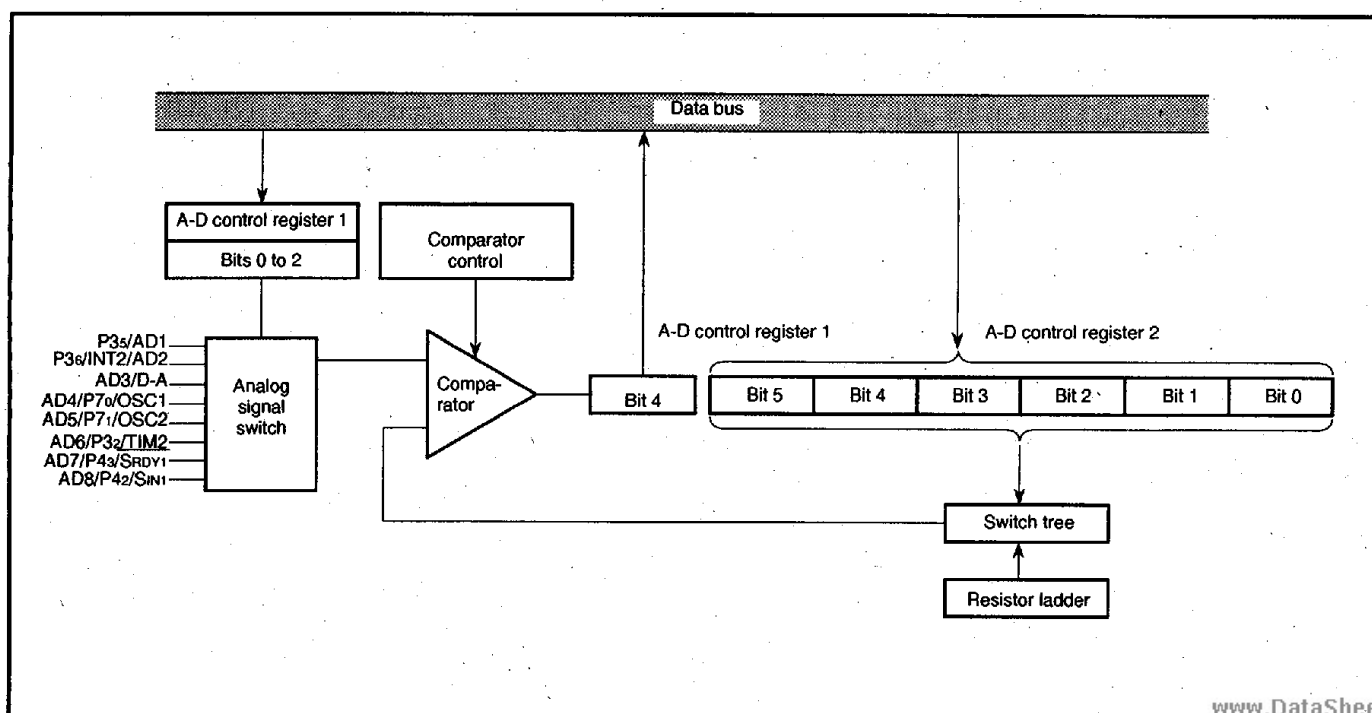 Data bus
A-D control register 1
Bits 0 to 2
Comparator
control
P35/AD1
P36/INT2/AD2
AD3/D-A
AD4/P70/OSC1
AD5/P71/OSC2
AD6/P32/TIM2
AD7/P43/SRDY1
AD8/P42/SIN1
Analog
signal
switch
Compa-
rator
A-D control register 1
Bit 4
A-D control register 2
Bit 5
Bit 4
Bit 3
Bit 2
Bit 1
Bit 0
Switch tree
Resistor ladder
www.DataShe